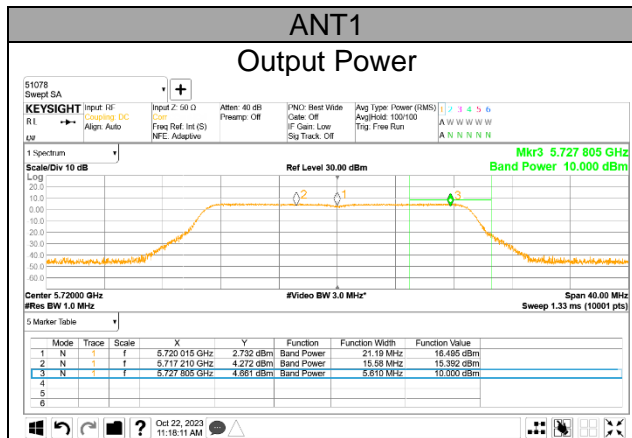 ANT1
Output Power
51078
Swept SA
KEYSIGHT Input: RF Input Z: 50 Ω Atten: 40 dB PNO: Best Wide Avg Type: Power (RMS) 1 2 3 4 5 6
RL Coupling: DC Corr Preamp: Off Gate: Off Avg|Hold: 100/100 A W W W W W
Align: Auto Freq Ref: Int (S) IF Gain: Low Trig: Free Run
NFE: Adaptive Sig Track: Off A N N N N N
1 Spectrum Mkr3 5.727 805 GHz
Scale/Div 10 dB Ref Level 30.00 dBm Band Power 10.000 dBm
Log
20.0
10.0 2 1 3
0.00
-10.0
-20.0
-30.0
-40.0
-50.0
-60.0
Center 5.72000 GHz #Video BW 3.0 MHz* Span 40.00 MHz
#Res BW 1.0 MHz Sweep 1.33 ms (10001 pts)
5 Marker Table
Mode Trace Scale X Y Function Function Width Function Value
1 N 1 f 5.720 015 GHz 2.732 dBm Band Power 21.19 MHz 16.495 dBm
2 N 1 f 5.717 210 GHz 4.272 dBm Band Power 15.58 MHz 15.392 dBm
3 N 1 f 5.727 805 GHz 4.661 dBm Band Power 5.610 MHz 10.000 dBm
4
5
6
? Oct 22, 2023
11:18:11 AM